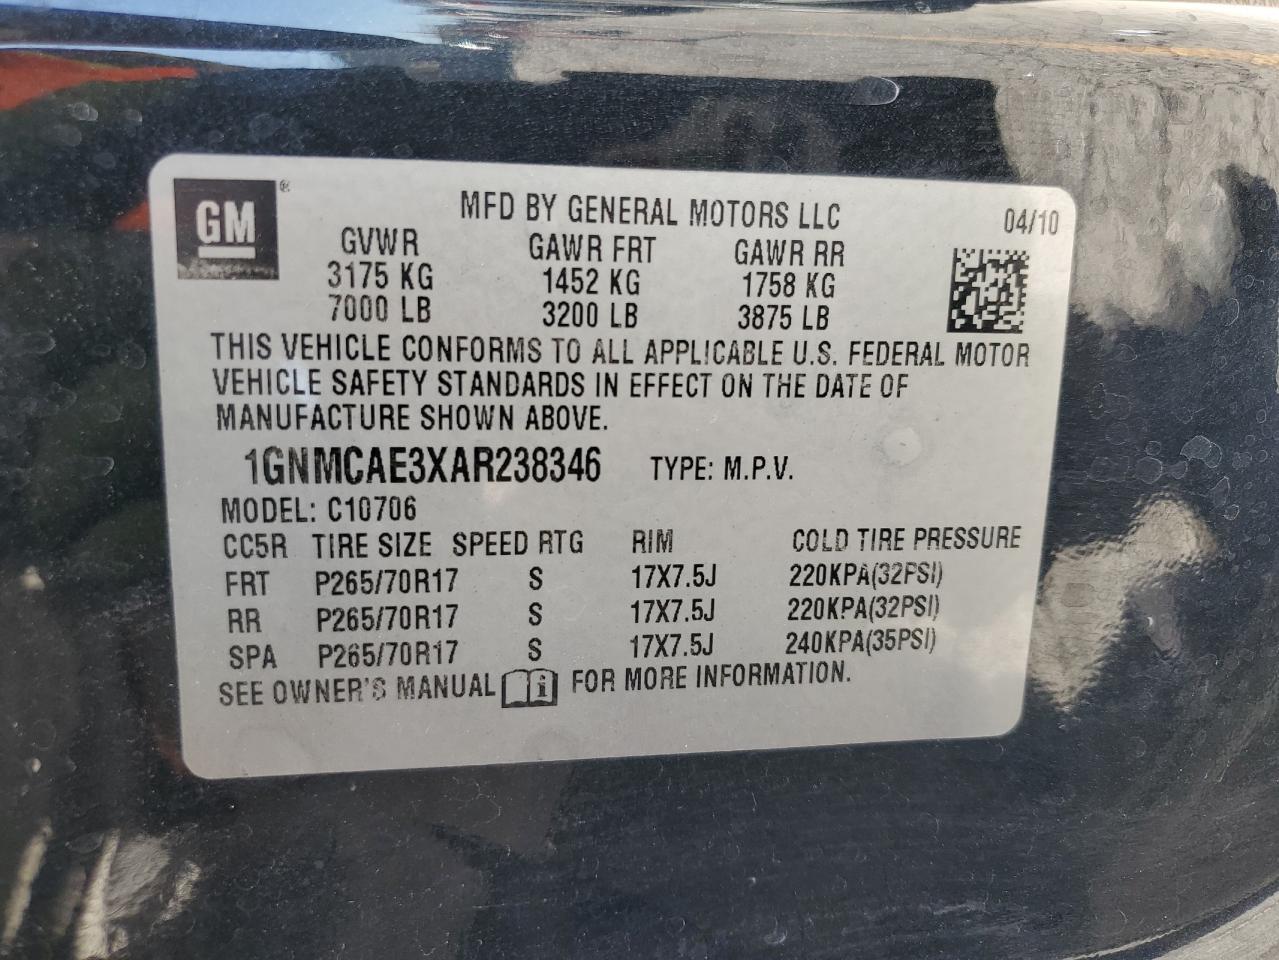 GM ®
MFD BY GENERAL MOTORS LLC 04/10
GVWR GAWR FRT GAWR RR
3175 KG 1452 KG 1758 KG
7000 LB 3200 LB 3875 LB
THIS VEHICLE CONFORMS TO ALL APPLICABLE U.S. FEDERAL MOTOR
VEHICLE SAFETY STANDARDS IN EFFECT ON THE DATE OF
MANUFACTURE SHOWN ABOVE.
1GNMCAE3XAR238346 TYPE: M.P.V.
MODEL: C10706
CC5R TIRE SIZE SPEED RTG RIM COLD TIRE PRESSURE
FRT P265/70R17 S 17X7.5J 220KPA(32PSI)
RR P265/70R17 S 17X7.5J 220KPA(32PSI)
SPA P265/70R17 S 17X7.5J 240KPA(35PSI)
SEE OWNER'S MANUAL i FOR MORE INFORMATION.